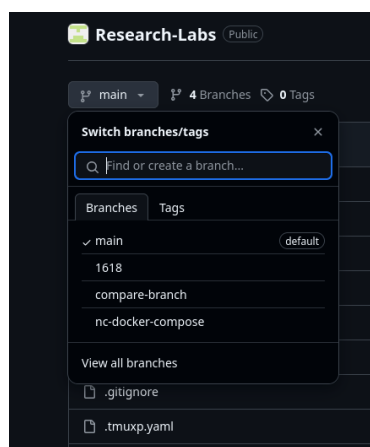 Research-Labs Public
main 4 Branches 0 Tags
Switch branches/tags
Find or create a branch...
Branches Tags
main default
1618
compare-branch
nc-docker-compose
View all branches
.gitignore
.tmuxp.yaml